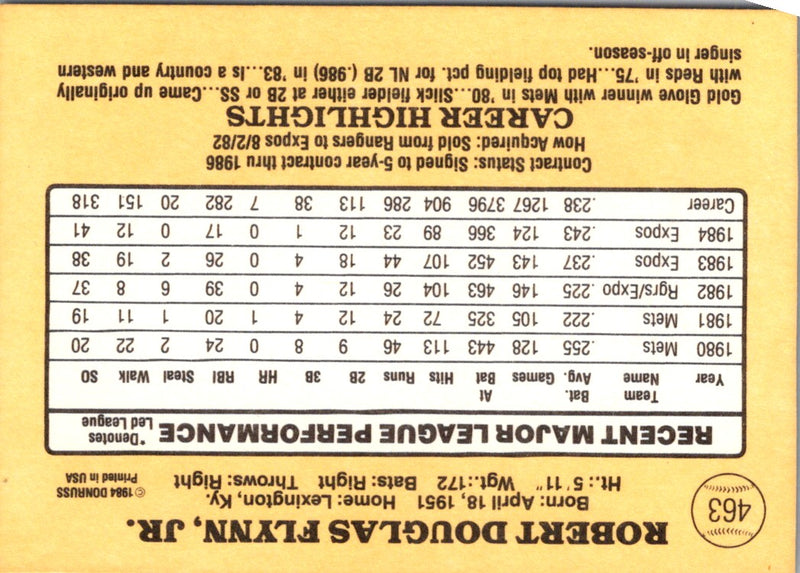 463
ROBERT DOUGLAS FLYNN, JR.
Born: April 18, 1951 Home: Lexington, Ky.
Ht.: 5' 11" Wgt.:172 Bats: Right Throws: Right
©1984 DONRUSS
Printed in USA
RECENT MAJOR LEAGUE PERFORMANCE
*Denotes
Led League
Year Team Name Bat. Avg. Games At Bat Hits Runs 2B 3B HR RBI Steal Walk SO
1980 Mets .255 128 443 113 46 9 8 0 24 2 22 20
1981 Mets .222 105 325 72 24 12 4 1 20 1 11 19
1982 Rgrs/Expo .225 146 463 104 26 12 4 0 39 6 8 37
1983 Expos .237 143 452 107 44 18 4 0 26 2 19 38
1984 Expos .243 124 366 89 23 12 1 0 17 0 12 41
Career .238 1267 3796 904 286 113 38 7 282 20 151 318
Contract Status: Signed to 5-year contract thru 1986
How Acquired: Sold from Rangers to Expos 8/2/82
CAREER HIGHLIGHTS
Gold Glove winner with Mets in '80...Slick fielder either at 2B or SS...Came up originally
with Reds in '75...Had top fielding pct. for NL 2B (.986) in '83...Is a country and western
singer in off-season.